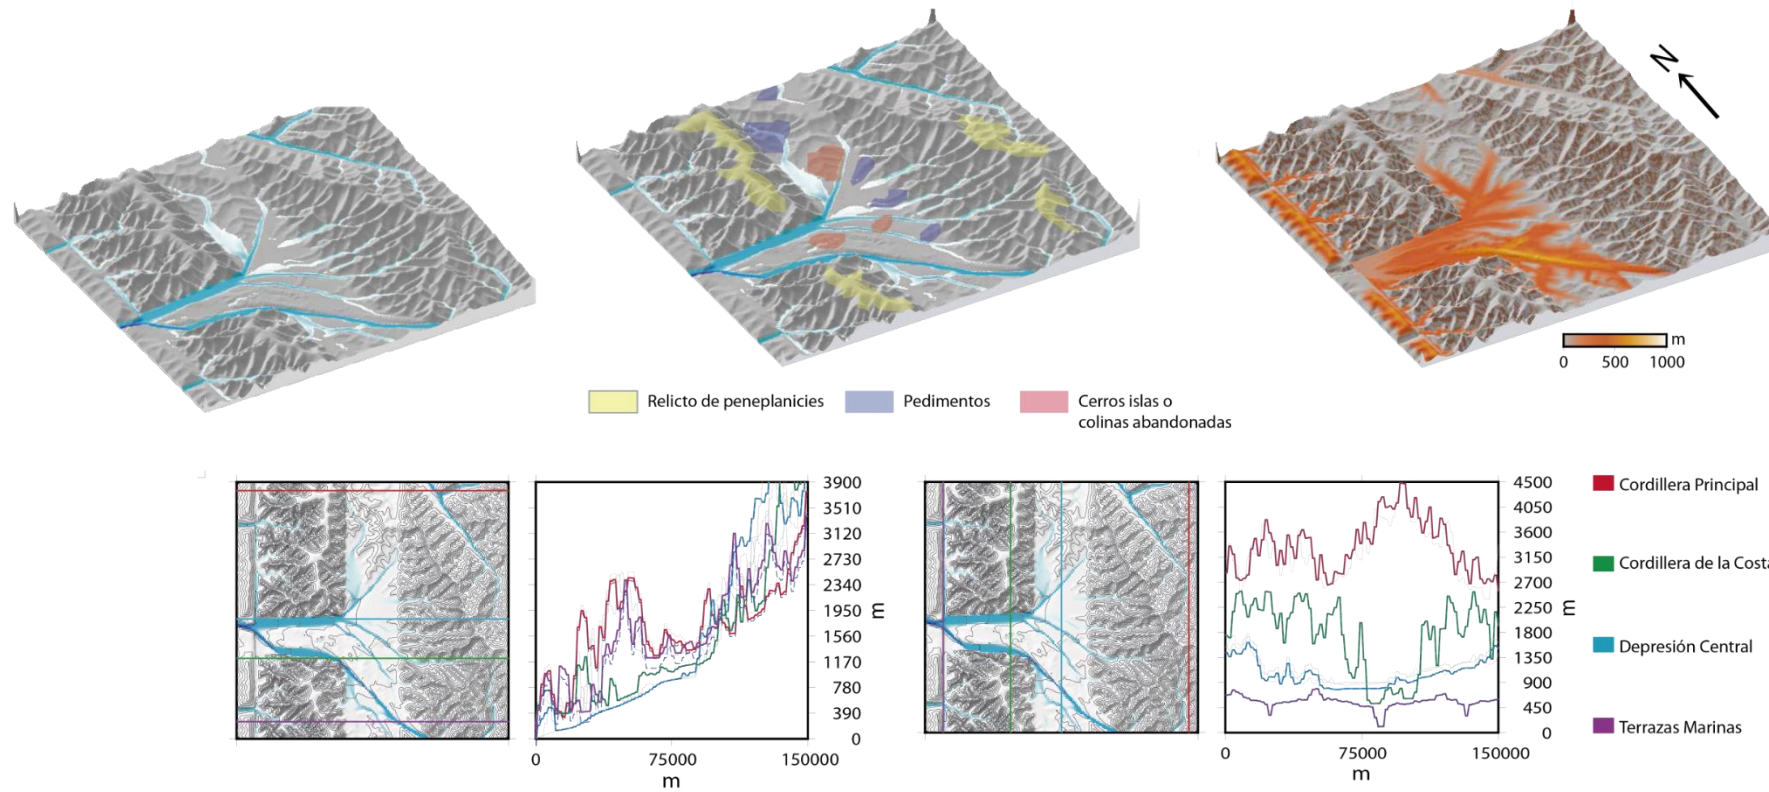 N
m
0 500 1000
Relicto de peneplanicies
Pedimentos
Cerros islas o
colinas abandonadas
3900
3510
3120
2730
2340
1950
1560
1170
780
390
0
m
0 75000 150000
m
4500
4050
3600
3150
2700
2250
1800
1350
900
450
0
m
0 75000 150000
m
Cordillera Principal
Cordillera de la Costa
Depresión Central
Terrazas Marinas